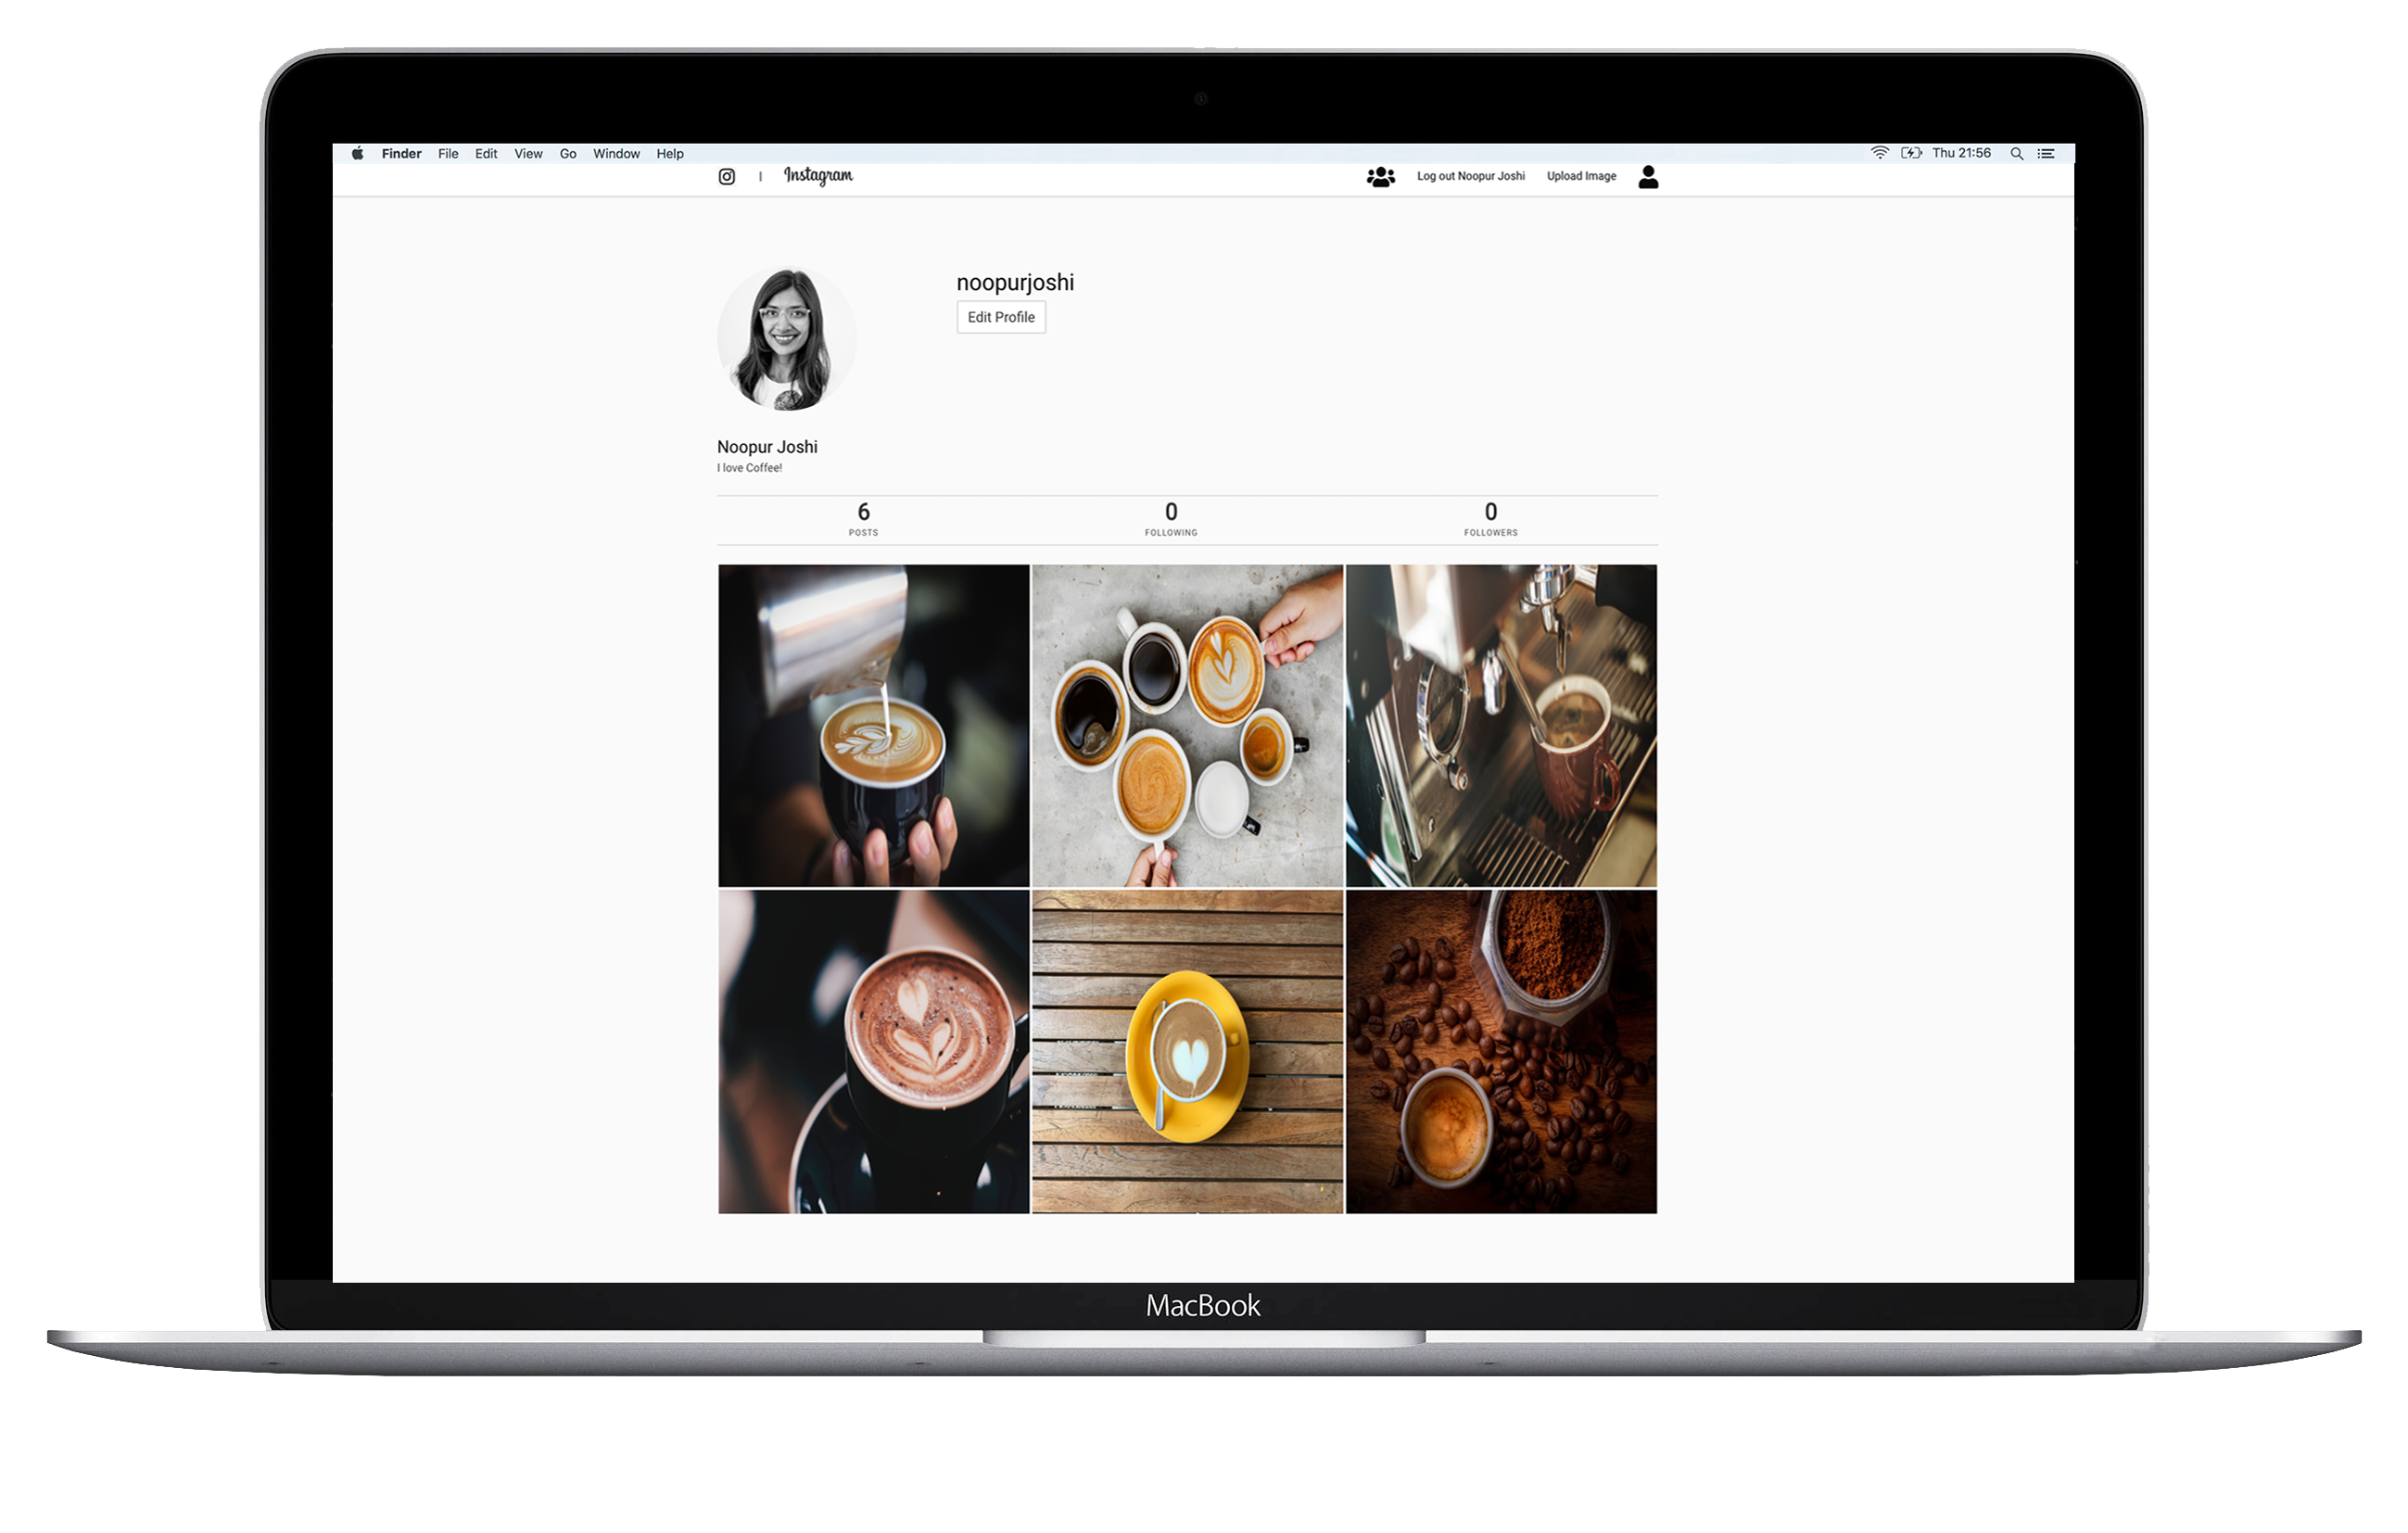 Finder File Edit View Go Window Help Thu 21:56
| Instagram Log out Noopur Joshi Upload Image
noopurjoshi
Edit Profile
Noopur Joshi
I love Coffee!
6 0 0
POSTS FOLLOWING FOLLOWERS
MacBook